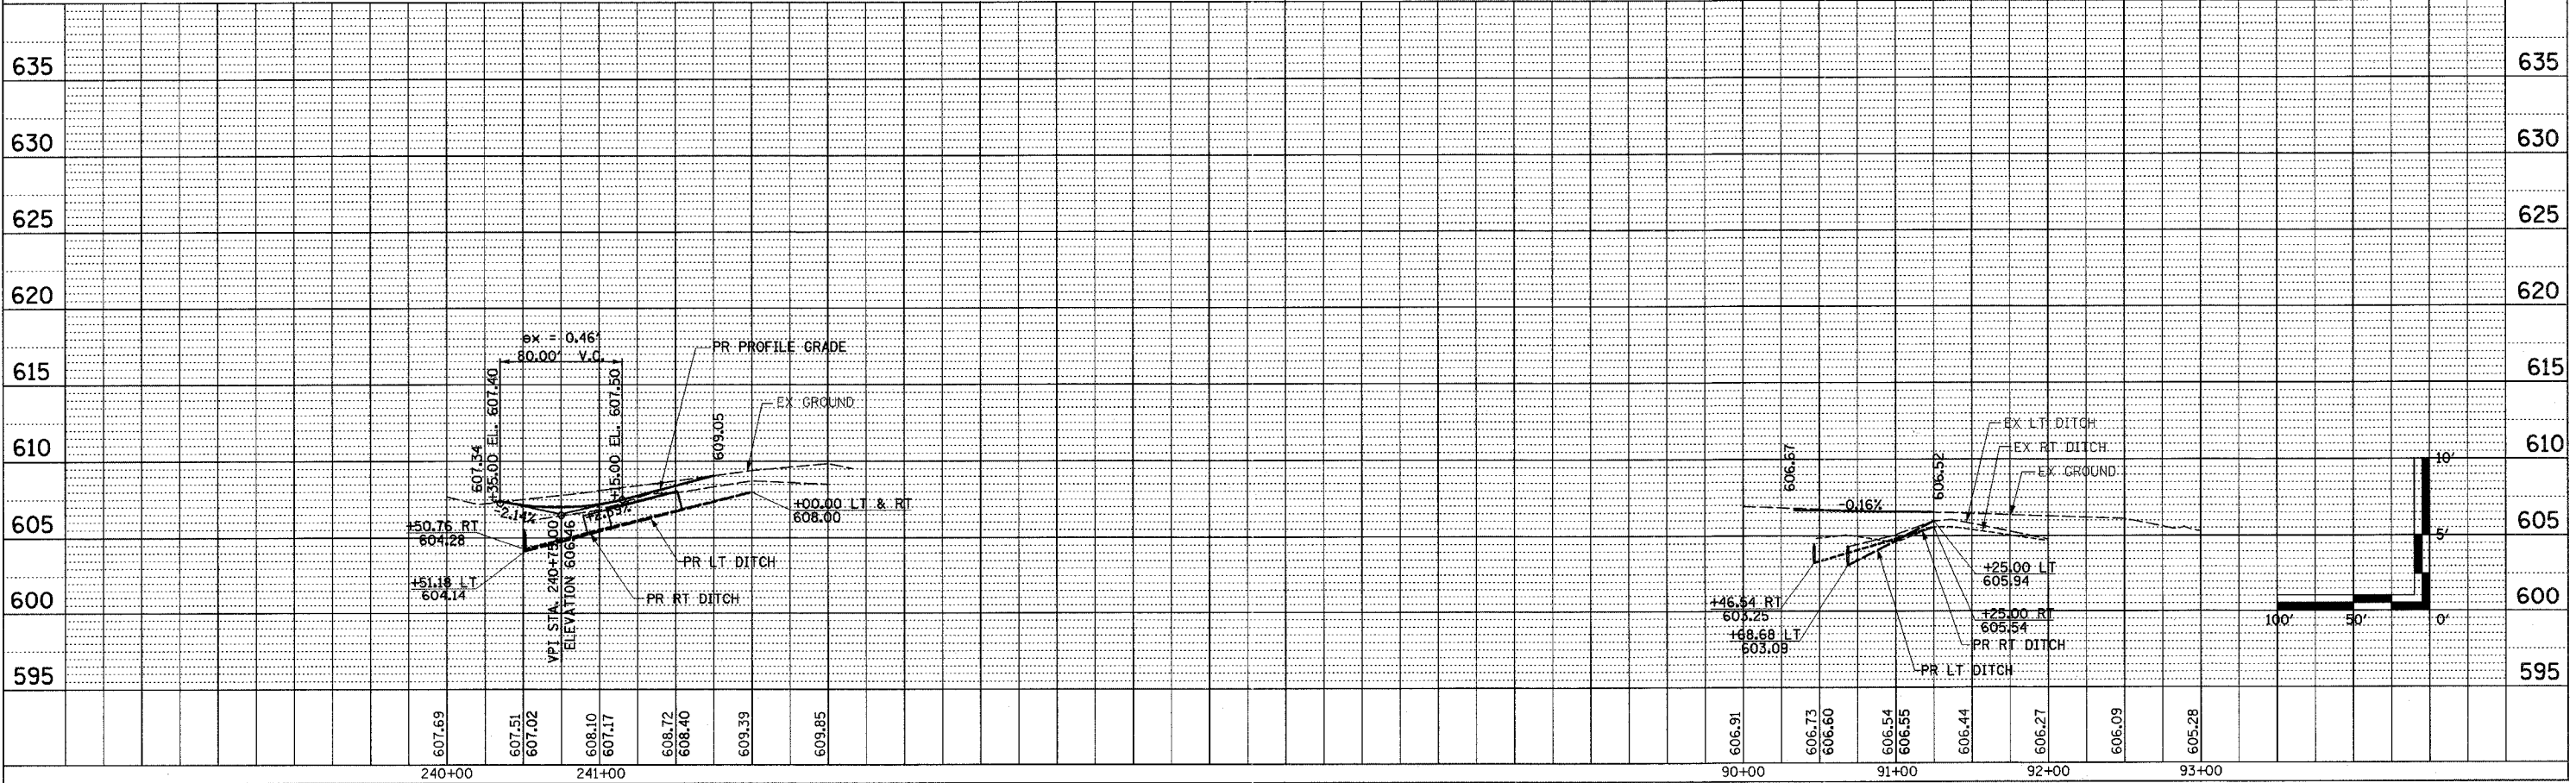 635
630
625
620
615
610
605
600
595
ex = 0.46'
80.00' V.C.
607.34
+35.00 EL. 607.40
+15.00 EL. 607.50
609.05
PR PROFILE GRADE
EX GROUND
-2.14%
+2.59%
+50.76 RT
604.28
+51.18 LT
604.14
VPI STA. 240+75.00
ELEVATION 606.46
+00.00 LT & RT
608.00
PR LT DITCH
PR RT DITCH
606.67
-0.16%
606.52
EX LT DITCH
EX RT DITCH
EX GROUND
+46.54 RT
603.25
+68.68 LT
603.09
+25.00 LT
605.94
+25.00 RT
605.54
PR RT DITCH
PR LT DITCH
10'
5'
100'
50'
0'
635
630
625
620
615
610
605
600
595
607.69
607.51
607.02
608.10
607.17
608.72
608.40
609.39
609.85
606.91
606.73
606.60
606.54
606.55
606.44
606.27
606.09
605.28
240+00
241+00
90+00
91+00
92+00
93+00